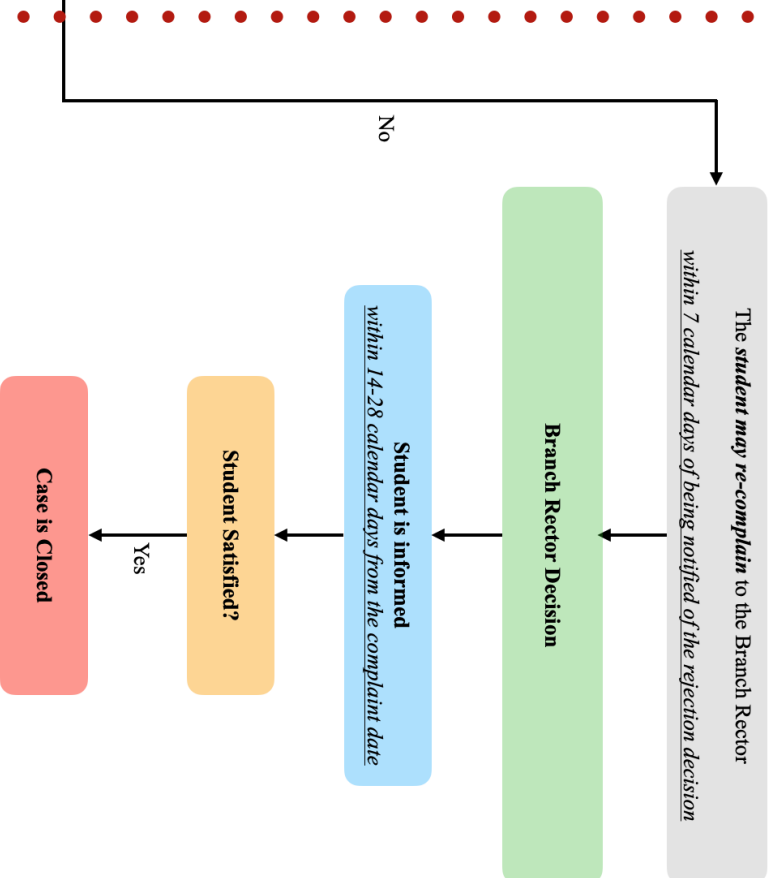 No
The student may re-complain to the Branch Rector
within 7 calendar days of being notified of the rejection decision
Branch Rector Decision
Student is informed
within 14-28 calendar days from the complaint date
Student Satisfied?
Yes
Case is Closed